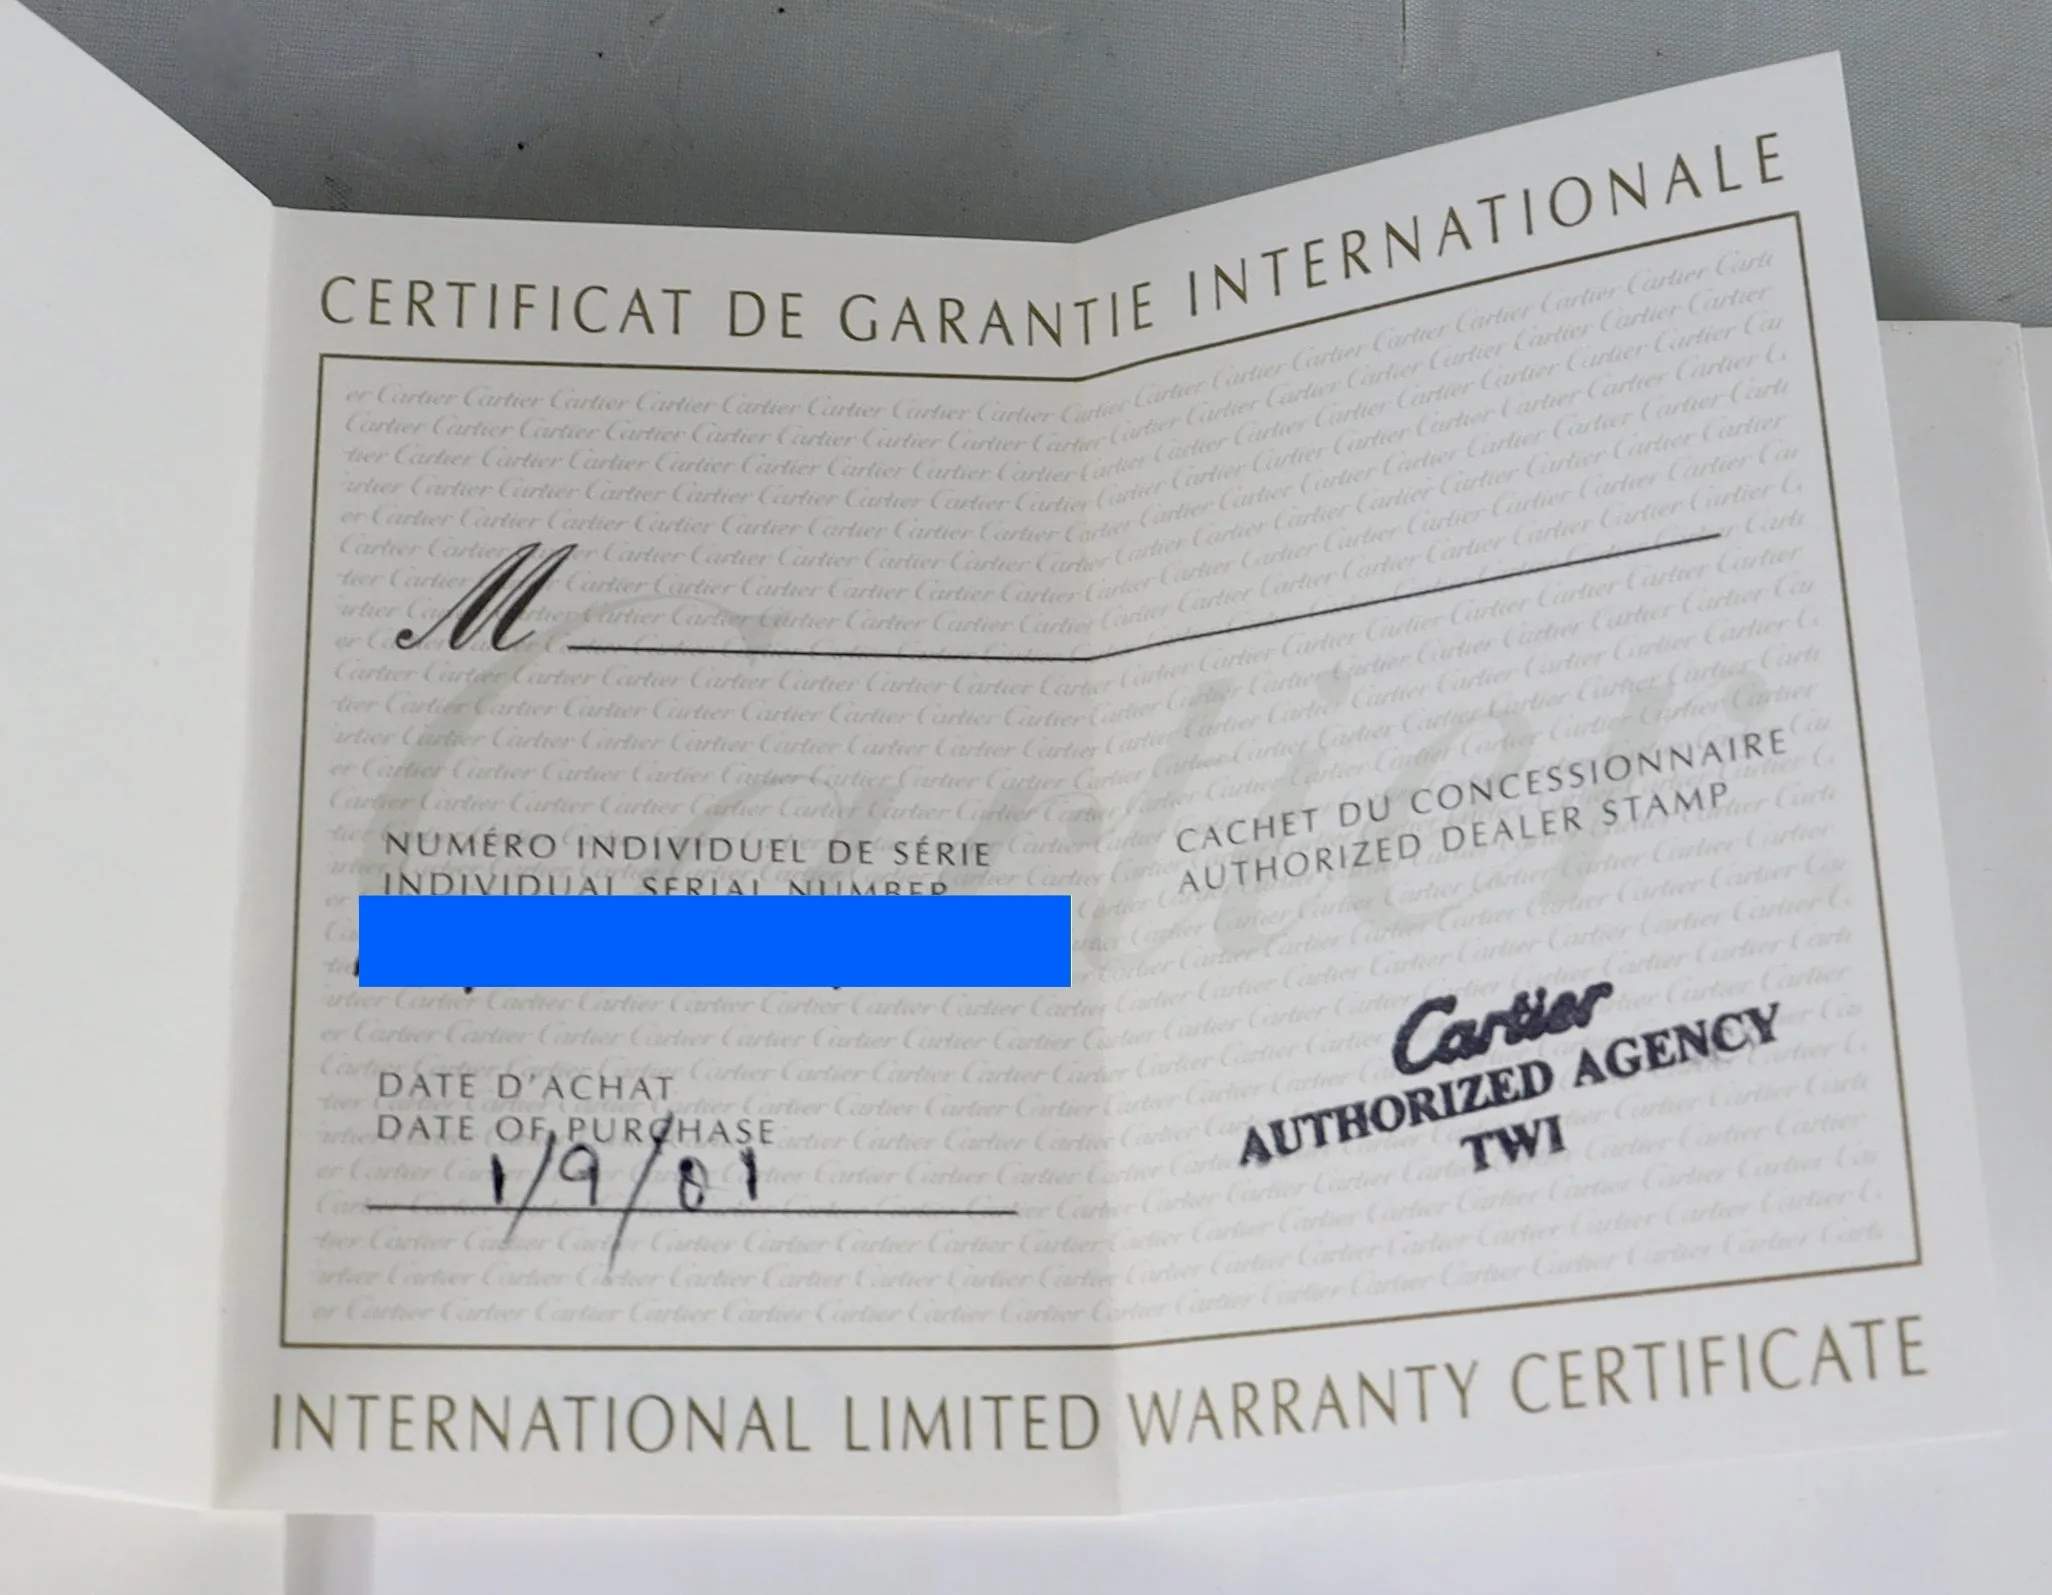 CERTIFICAT DE GARANTIE INTERNATIONALE
M
NUMÉRO INDIVIDUEL DE SÉRIE
INDIVIDUAL SERIAL NUMBER
CACHET DU CONCESSIONNAIRE
AUTHORIZED DEALER STAMP
DATE D'ACHAT
DATE OF PURCHASE
1/9/01
Cartier
AUTHORIZED AGENCY
TWI
INTERNATIONAL LIMITED WARRANTY CERTIFICATE